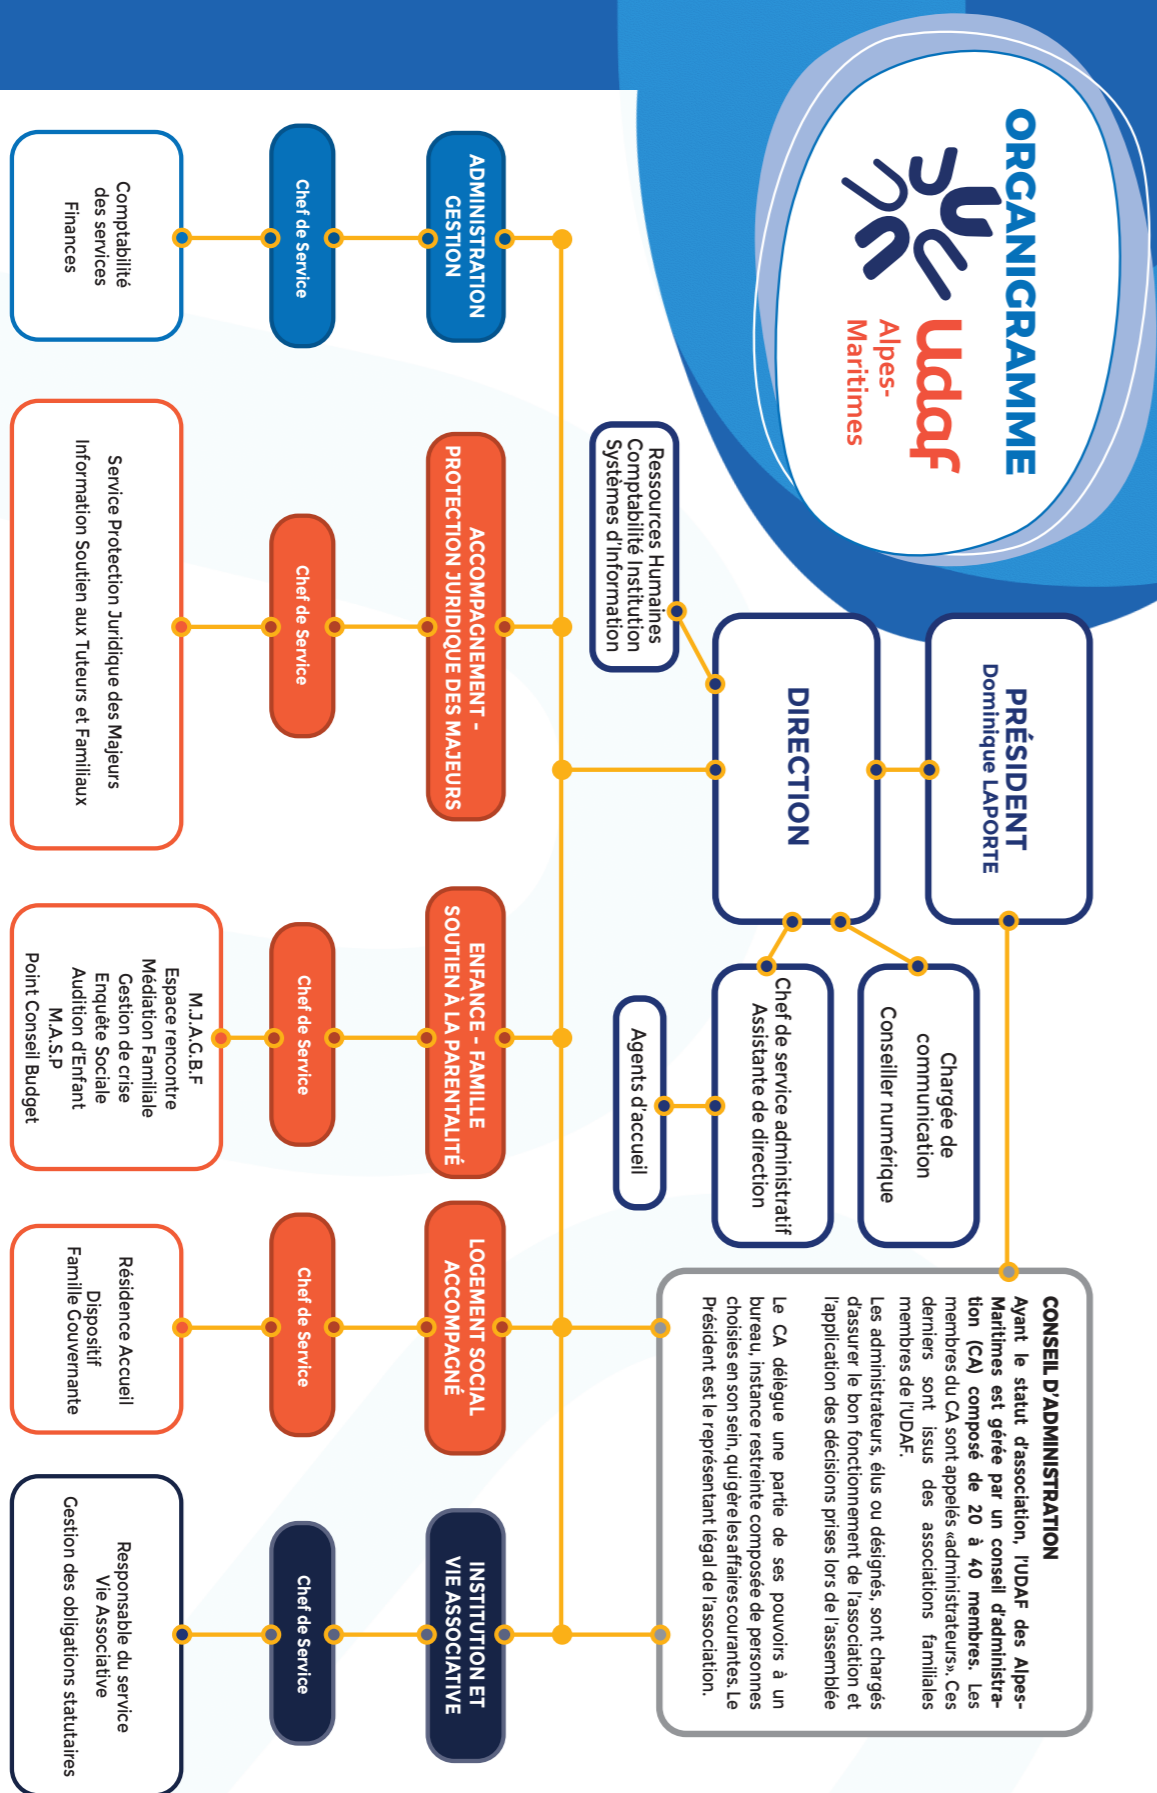 ORGANIGRAMME
udaf
Alpes-
Maritimes
PRÉSIDENT
Dominique LAPORTE
DIRECTION
Ressources Humaines
Comptabilité Institution
Systèmes d'Information
Chargée de
communication
Conseiller numérique
Chef de service administratif
Assistante de direction
Agents d'accueil
CONSEIL D'ADMINISTRATION
Ayant le statut d'association, l'UDAF des Alpes-
Maritimes est gérée par un conseil d'administra-
tion (CA) composé de 20 à 40 membres. Les
membres du CA sont appelés «administrateurs». Ces
derniers sont issus des associations familiales
membres de l'UDAF.
Les administrateurs, élus ou désignés, sont chargés
d'assurer le bon fonctionnement de l'association et
l'application des décisions prises lors de l'assemblée
Le CA délègue une partie de ses pouvoirs à un
bureau, instance restreinte composée de personnes
choisies en son sein, qui gère les affaires courantes. Le
Président est le représentant légal de l'association.
ADMINISTRATION
GESTION
Chef de Service
Comptabilité
des services
Finances
ACCOMPAGNEMENT -
PROTECTION JURIDIQUE DES MAJEURS
Chef de Service
Service Protection Juridique des Majeurs
Information Soutien aux Tuteurs et Familiaux
ENFANCE - FAMILLE
SOUTIEN À LA PARENTALITÉ
Chef de Service
M.J.A.G.B.F
Espace rencontre
Médiation Familiale
Gestion de crise
Enquête Sociale
Audition d'Enfant
M.A.S.P
Point Conseil Budget
LOGEMENT SOCIAL
ACCOMPAGNÉ
Chef de Service
Résidence Accueil
Dispositif
Famille Gouvernante
INSTITUTION ET
VIE ASSOCIATIVE
Chef de Service
Responsable du service
Vie Associative
Gestion des obligations statutaires